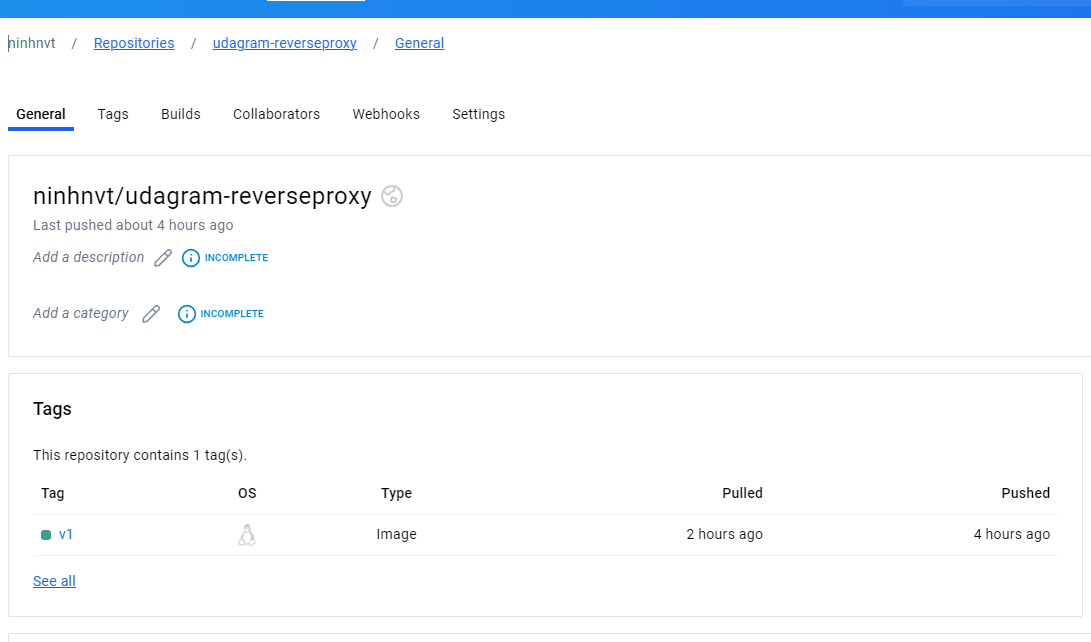 ninhnvt / Repositories / udagram-reverseproxy / General
General Tags Builds Collaborators Webhooks Settings
ninhnvt/udagram-reverseproxy
Last pushed about 4 hours ago
Add a description INCOMPLETE
Add a category INCOMPLETE
Tags
This repository contains 1 tag(s).
Tag OS Type Pulled Pushed
v1 Image 2 hours ago 4 hours ago
See all